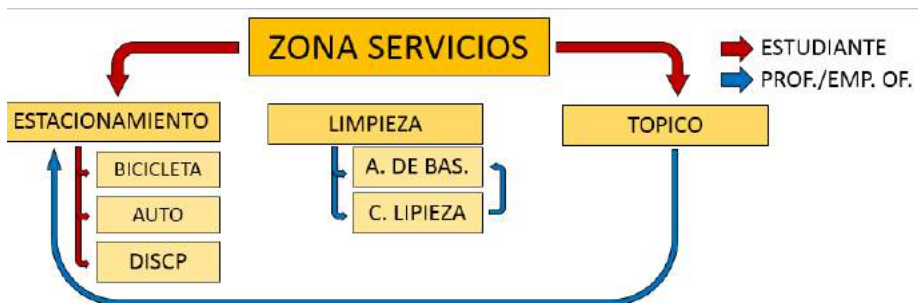 ZONA SERVICIOS
ESTUDIANTE
PROF./EMP. OF.
ESTACIONAMIENTO
BICICLETA
AUTO
DISCP
LIMPIEZA
A. DE BAS.
C. LIPIEZA
TOPICO